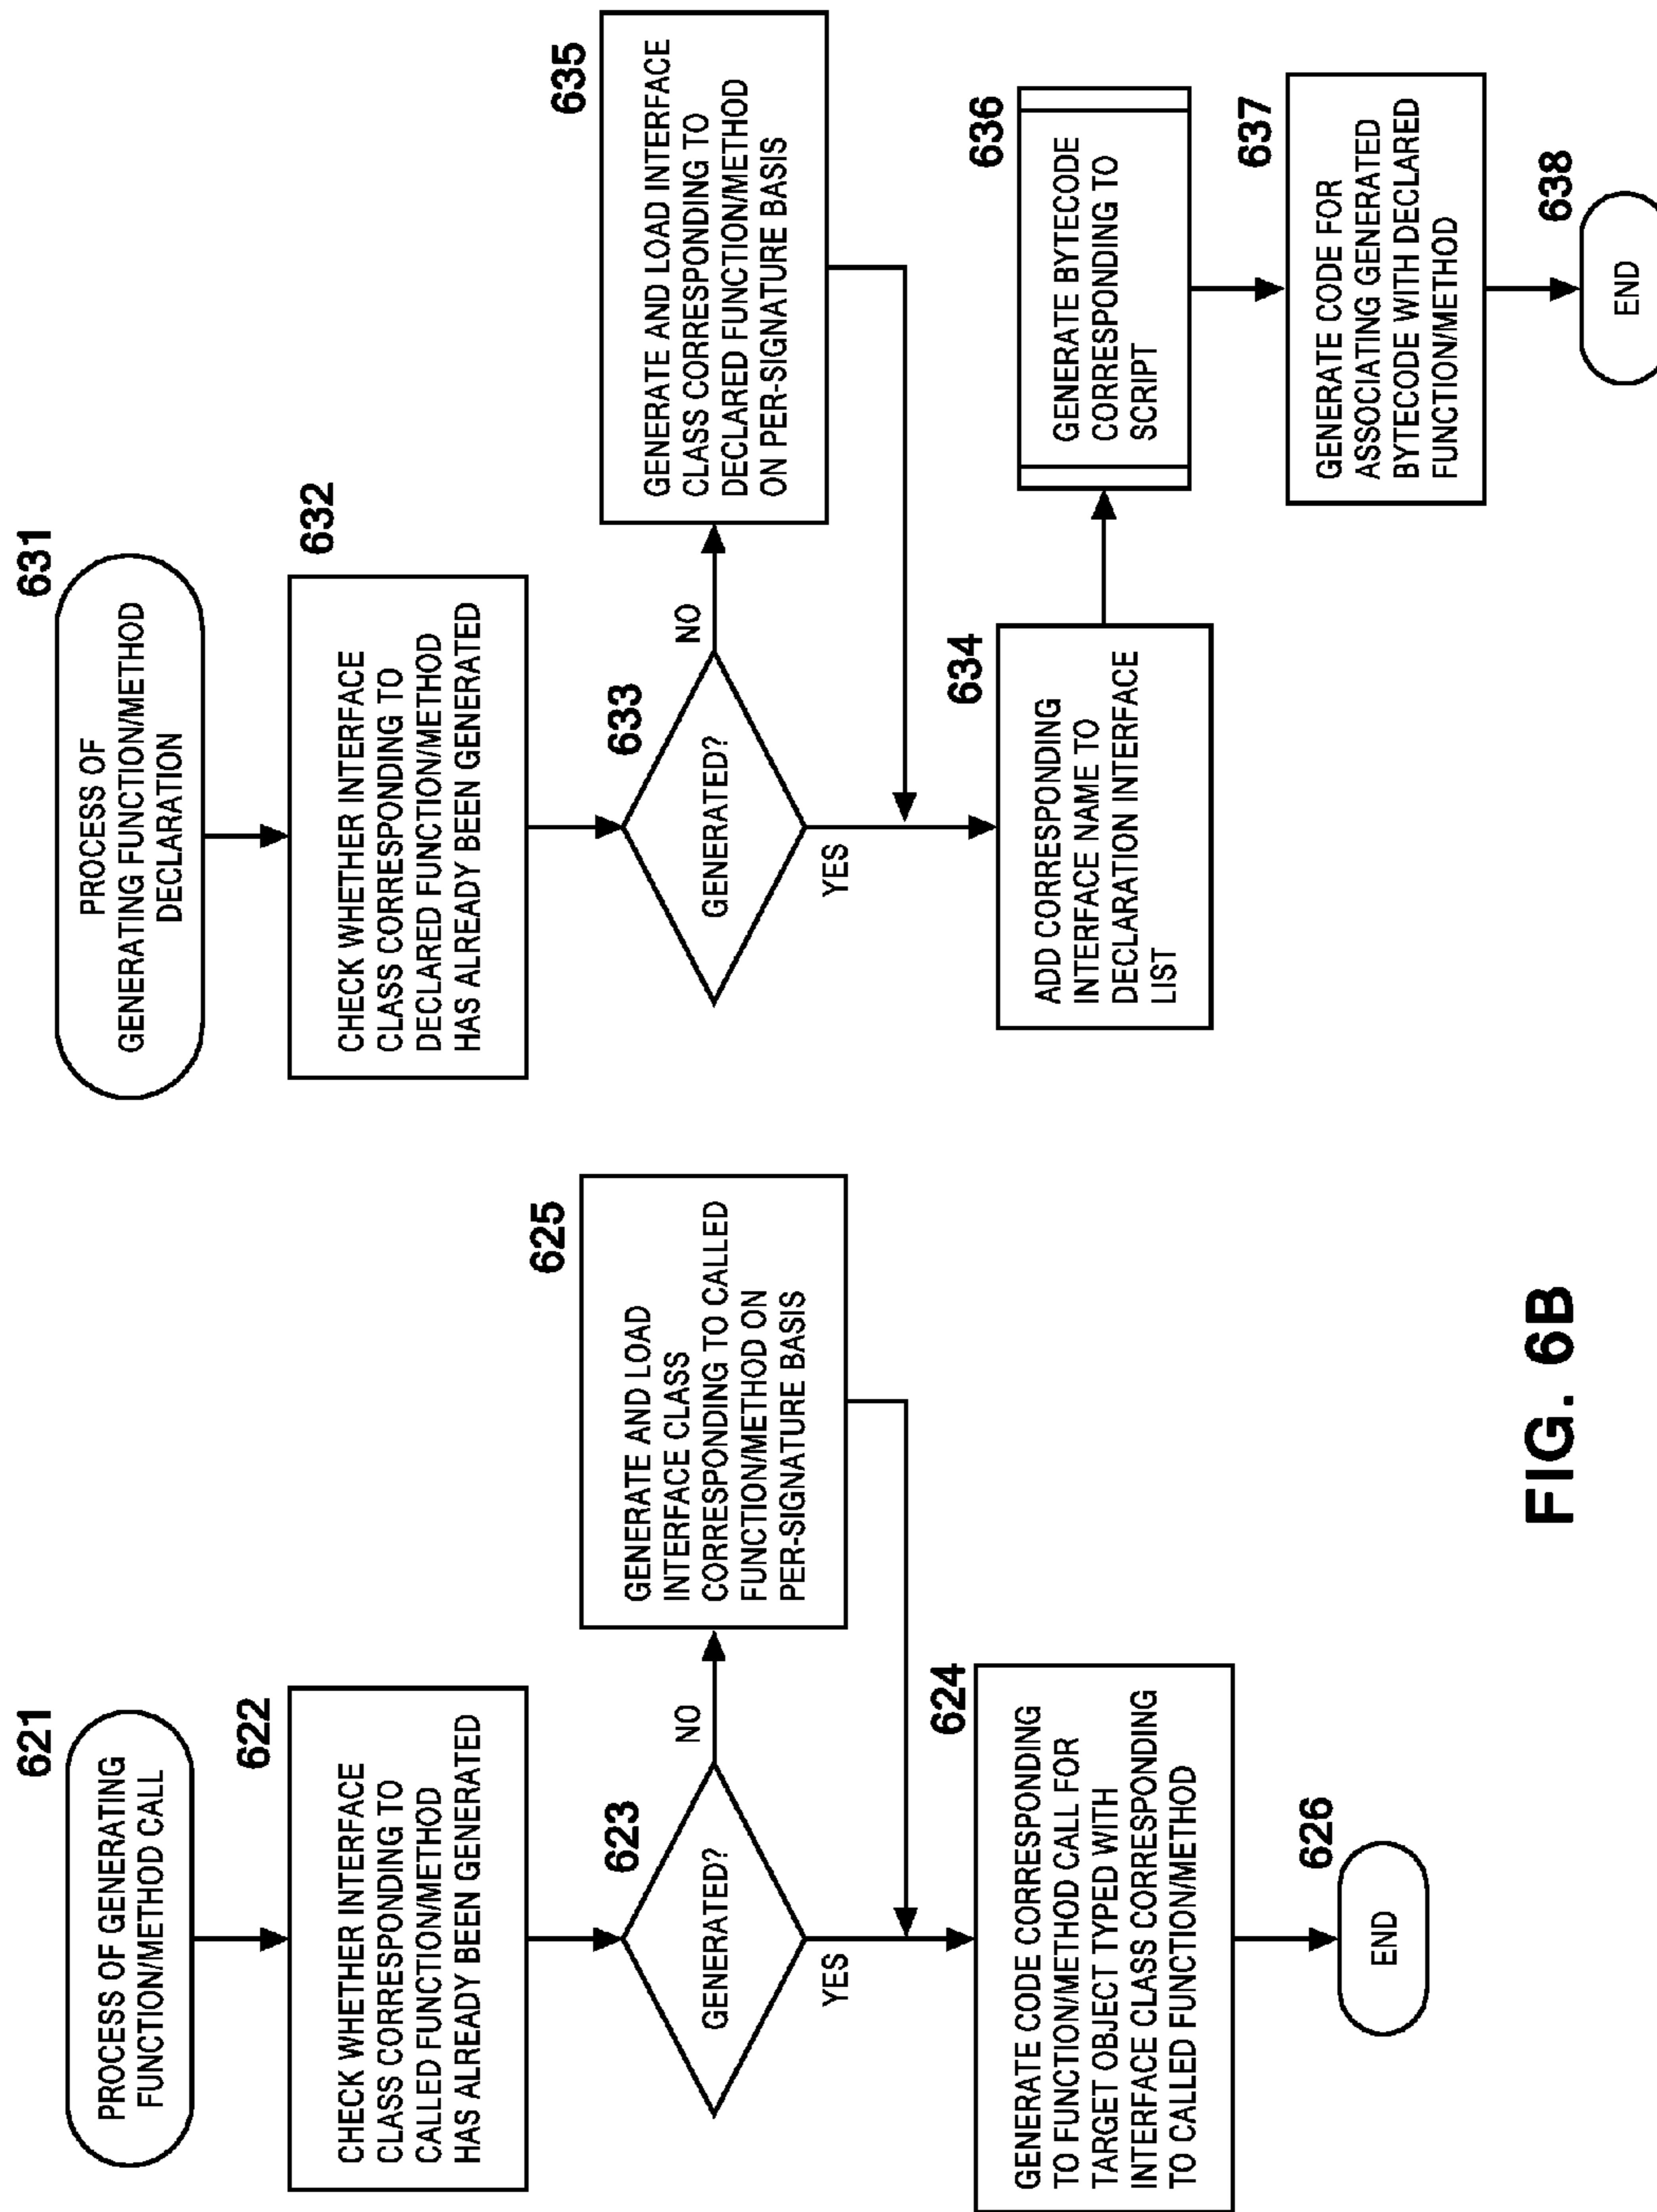 621
PROCESS OF GENERATING
FUNCTION/METHOD CALL
622
CHECK WHETHER INTERFACE
CLASS CORRESPONDING TO
CALLED FUNCTION/METHOD
HAS ALREADY BEEN GENERATED
623
GENERATED?
NO
YES
625
GENERATE AND LOAD
INTERFACE CLASS
CORRESPONDING TO CALLED
FUNCTION/METHOD ON
PER-SIGNATURE BASIS
624
GENERATE CODE CORRESPONDING
TO FUNCTION/METHOD CALL FOR
TARGET OBJECT TYPED WITH
INTERFACE CLASS CORRESPONDING
TO CALLED FUNCTION/METHOD
626
END
631
PROCESS OF
GENERATING FUNCTION/METHOD
DECLARATION
632
CHECK WHETHER INTERFACE
CLASS CORRESPONDING TO
DECLARED FUNCTION/METHOD
HAS ALREADY BEEN GENERATED
633
GENERATED?
NO
YES
635
GENERATE AND LOAD INTERFACE
CLASS CORRESPONDING TO
DECLARED FUNCTION/METHOD
ON PER-SIGNATURE BASIS
634
ADD CORRESPONDING
INTERFACE NAME TO
DECLARATION INTERFACE
LIST
636
GENERATE BYTECODE
CORRESPONDING TO
SCRIPT
637
GENERATE CODE FOR
ASSOCIATING GENERATED
BYTECODE WITH DECLARED
FUNCTION/METHOD
638
END
FIG. 6B